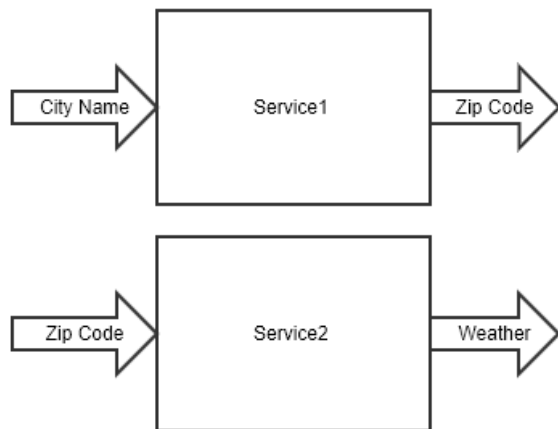 City Name
Service1
Zip Code
Zip Code
Service2
Weather